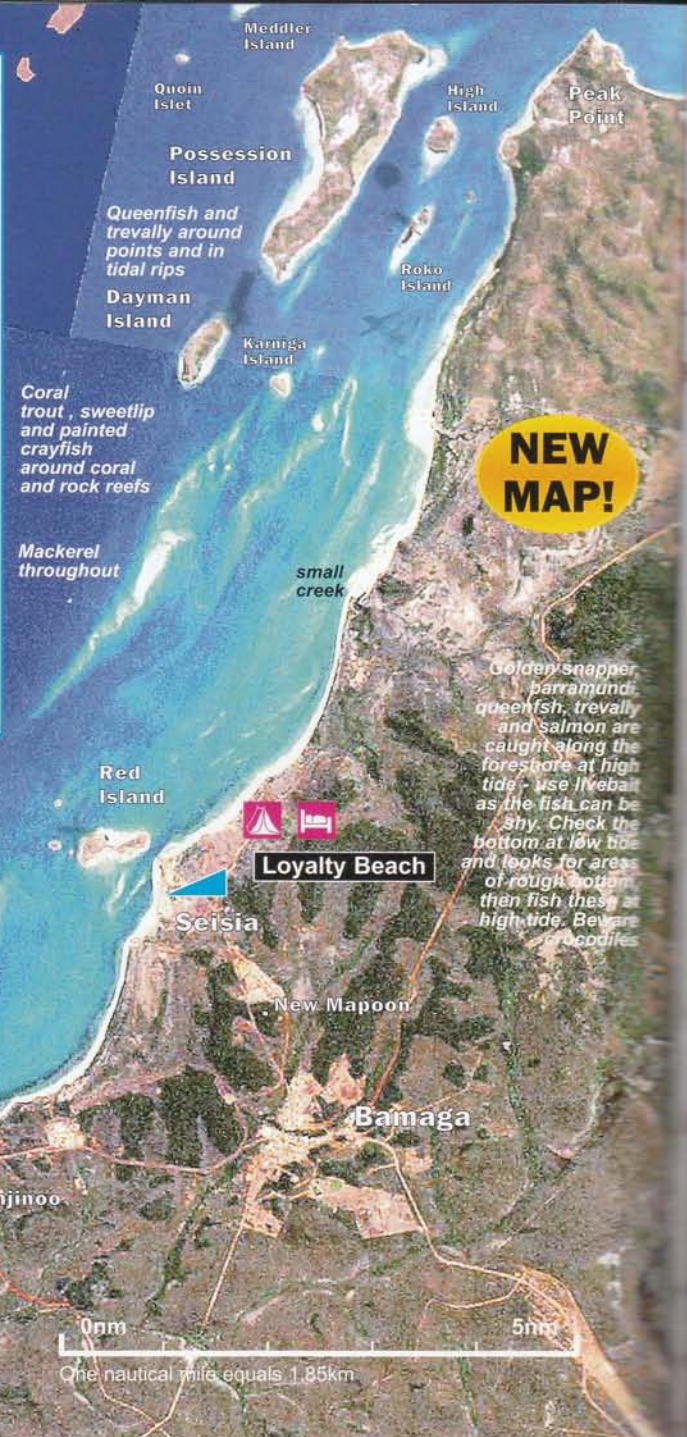 Meddler
Island
Quoin
Islet
High
Island
Peak
Point
Possession
Island
Queenfish and
trevally around
points and in
tidal rips
Roko
Island
Dayman
Island
Karniga
Island
Coral
trout , sweetlip
and painted
crayfish
around coral
and rock reefs
NEW
MAP!
Mackerel
throughout
small
creek
Golden snapper,
barramundi,
queenfsh, trevally
and salmon are
caught along the
foreshore at high
tide - use livebait
as the fish can be
shy. Check the
bottom at low
and looks for areas
of rough bottom,
then fish these at
high tide. Beware
crocodiles
Red
Island
Loyalty Beach
Seisia
New Mapoon
Bamaga
jinoo
0nm
5nm
One nautical mile equals 1.85km